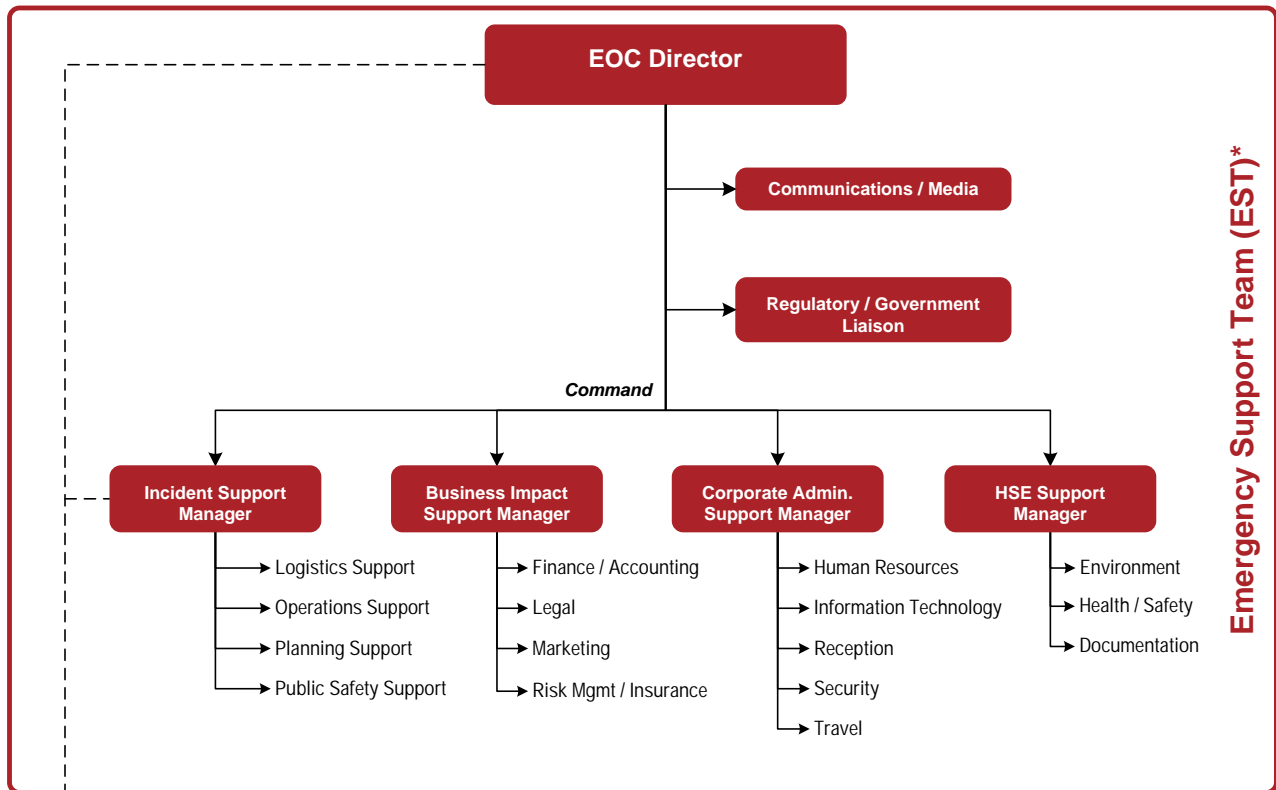 EOC Director
Communications / Media
Regulatory / Government
Liaison
Command
Incident Support
Manager
Logistics Support
Operations Support
Planning Support
Public Safety Support
Business Impact
Support Manager
Finance / Accounting
Legal
Marketing
Risk Mgmt / Insurance
Corporate Admin.
Support Manager
Human Resources
Information Technology
Reception
Security
Travel
HSE Support
Manager
Environment
Health / Safety
Documentation
Emergency Support Team (EST)*